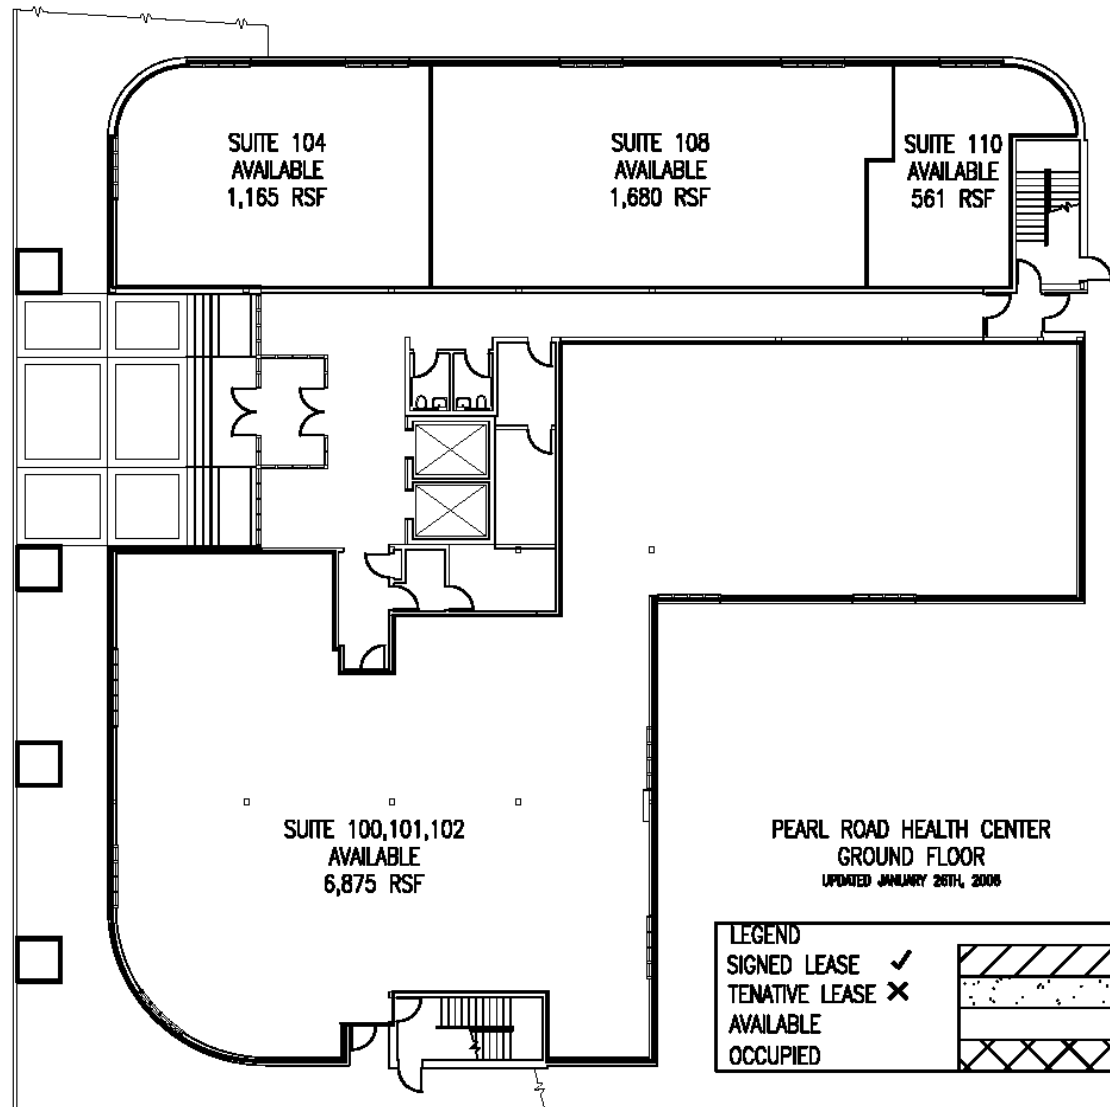 SUITE 104
AVAILABLE
1,165 RSF
SUITE 108
AVAILABLE
1,680 RSF
SUITE 110
AVAILABLE
561 RSF
SUITE 100,101,102
AVAILABLE
6,875 RSF
PEARL ROAD HEALTH CENTER
GROUND FLOOR
UPDATED JANUARY 26TH,
LEGEND
SIGNED LEASE ✓
TENATIVE LEASE ✕
AVAILABLE
OCCUPIED